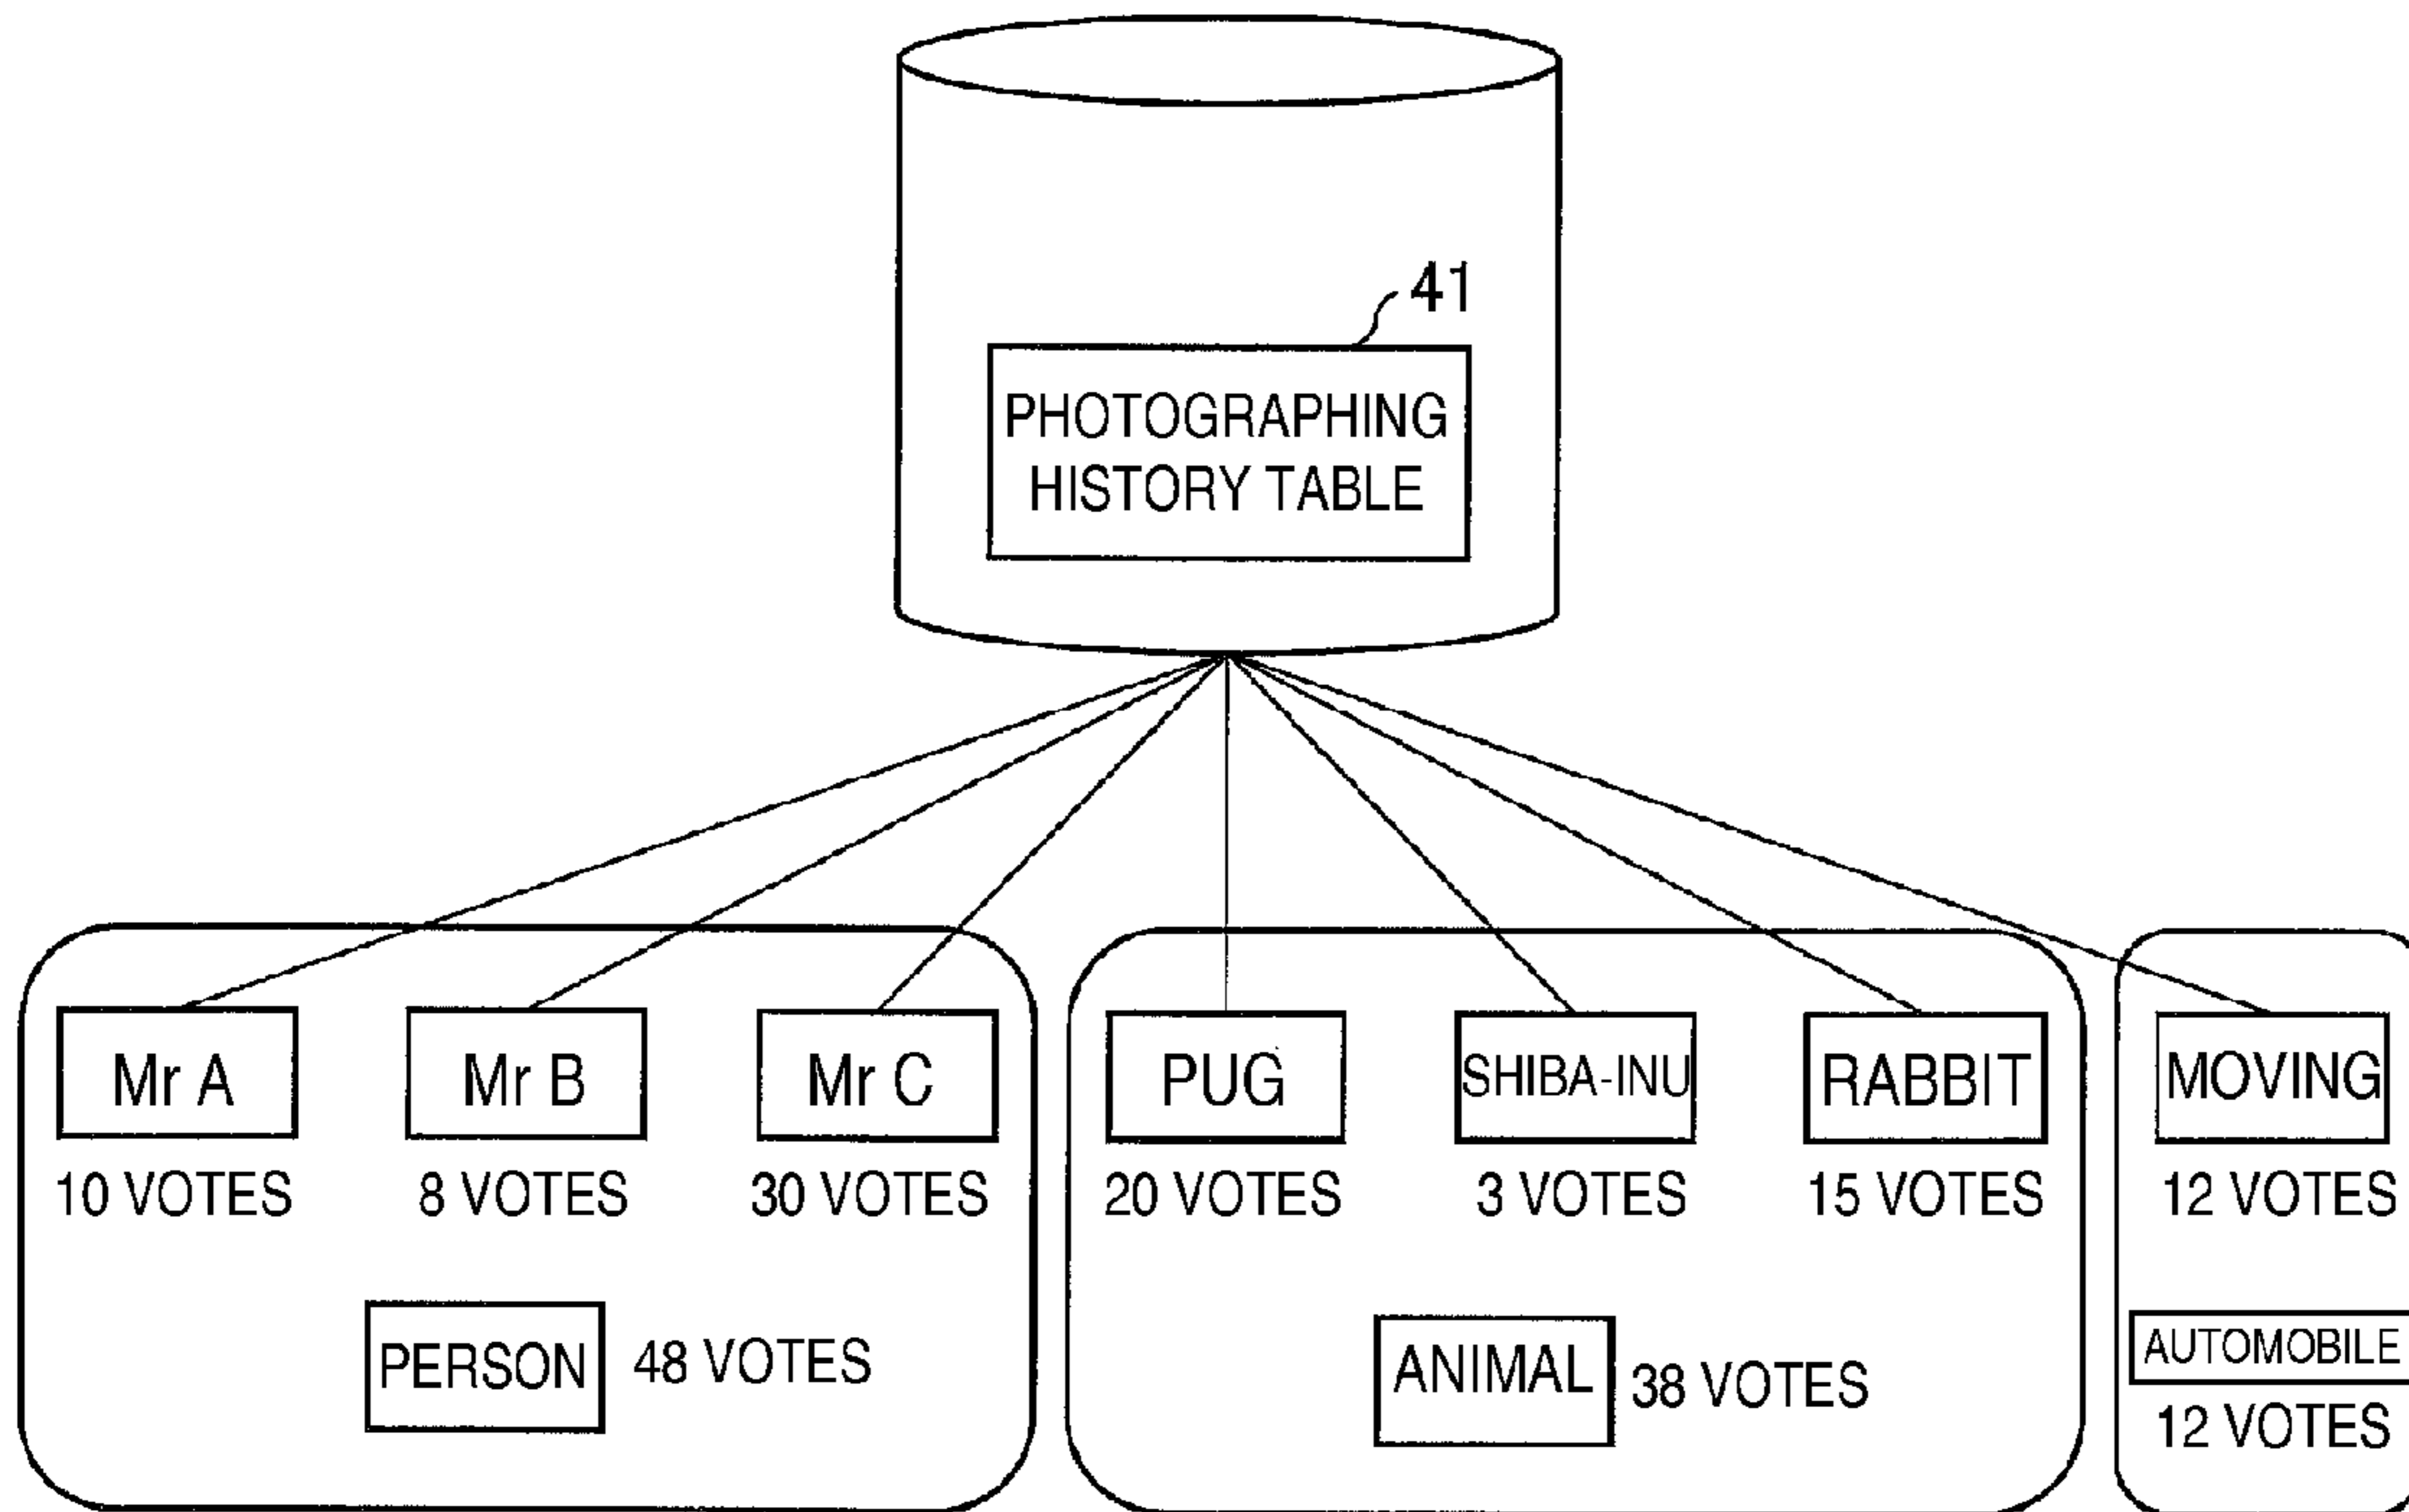 41
PHOTOGRAPHING
HISTORY TABLE
Mr A
Mr B
Mr C
PUG
SHIBA-INU
RABBIT
MOVING
10 VOTES
8 VOTES
30 VOTES
20 VOTES
3 VOTES
15 VOTES
12 VOTES
PERSON
48 VOTES
ANIMAL
38 VOTES
AUTOMOBILE
12 VOTES